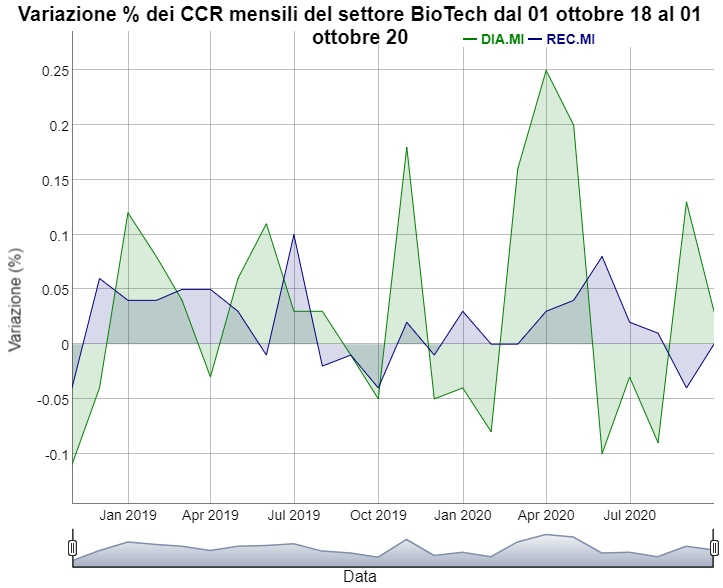 Variazione % dei CCR mensili del settore BioTech dal 01 ottobre 18 al 01
ottobre 20
DIA.MI REC.MI
0.25
0.2
0.15
0.1
0.05
0
-0.05
-0.1
Variazione (%)
Jan 2019 Apr 2019 Jul 2019 Oct 2019 Jan 2020 Apr 2020 Jul 2020
Data